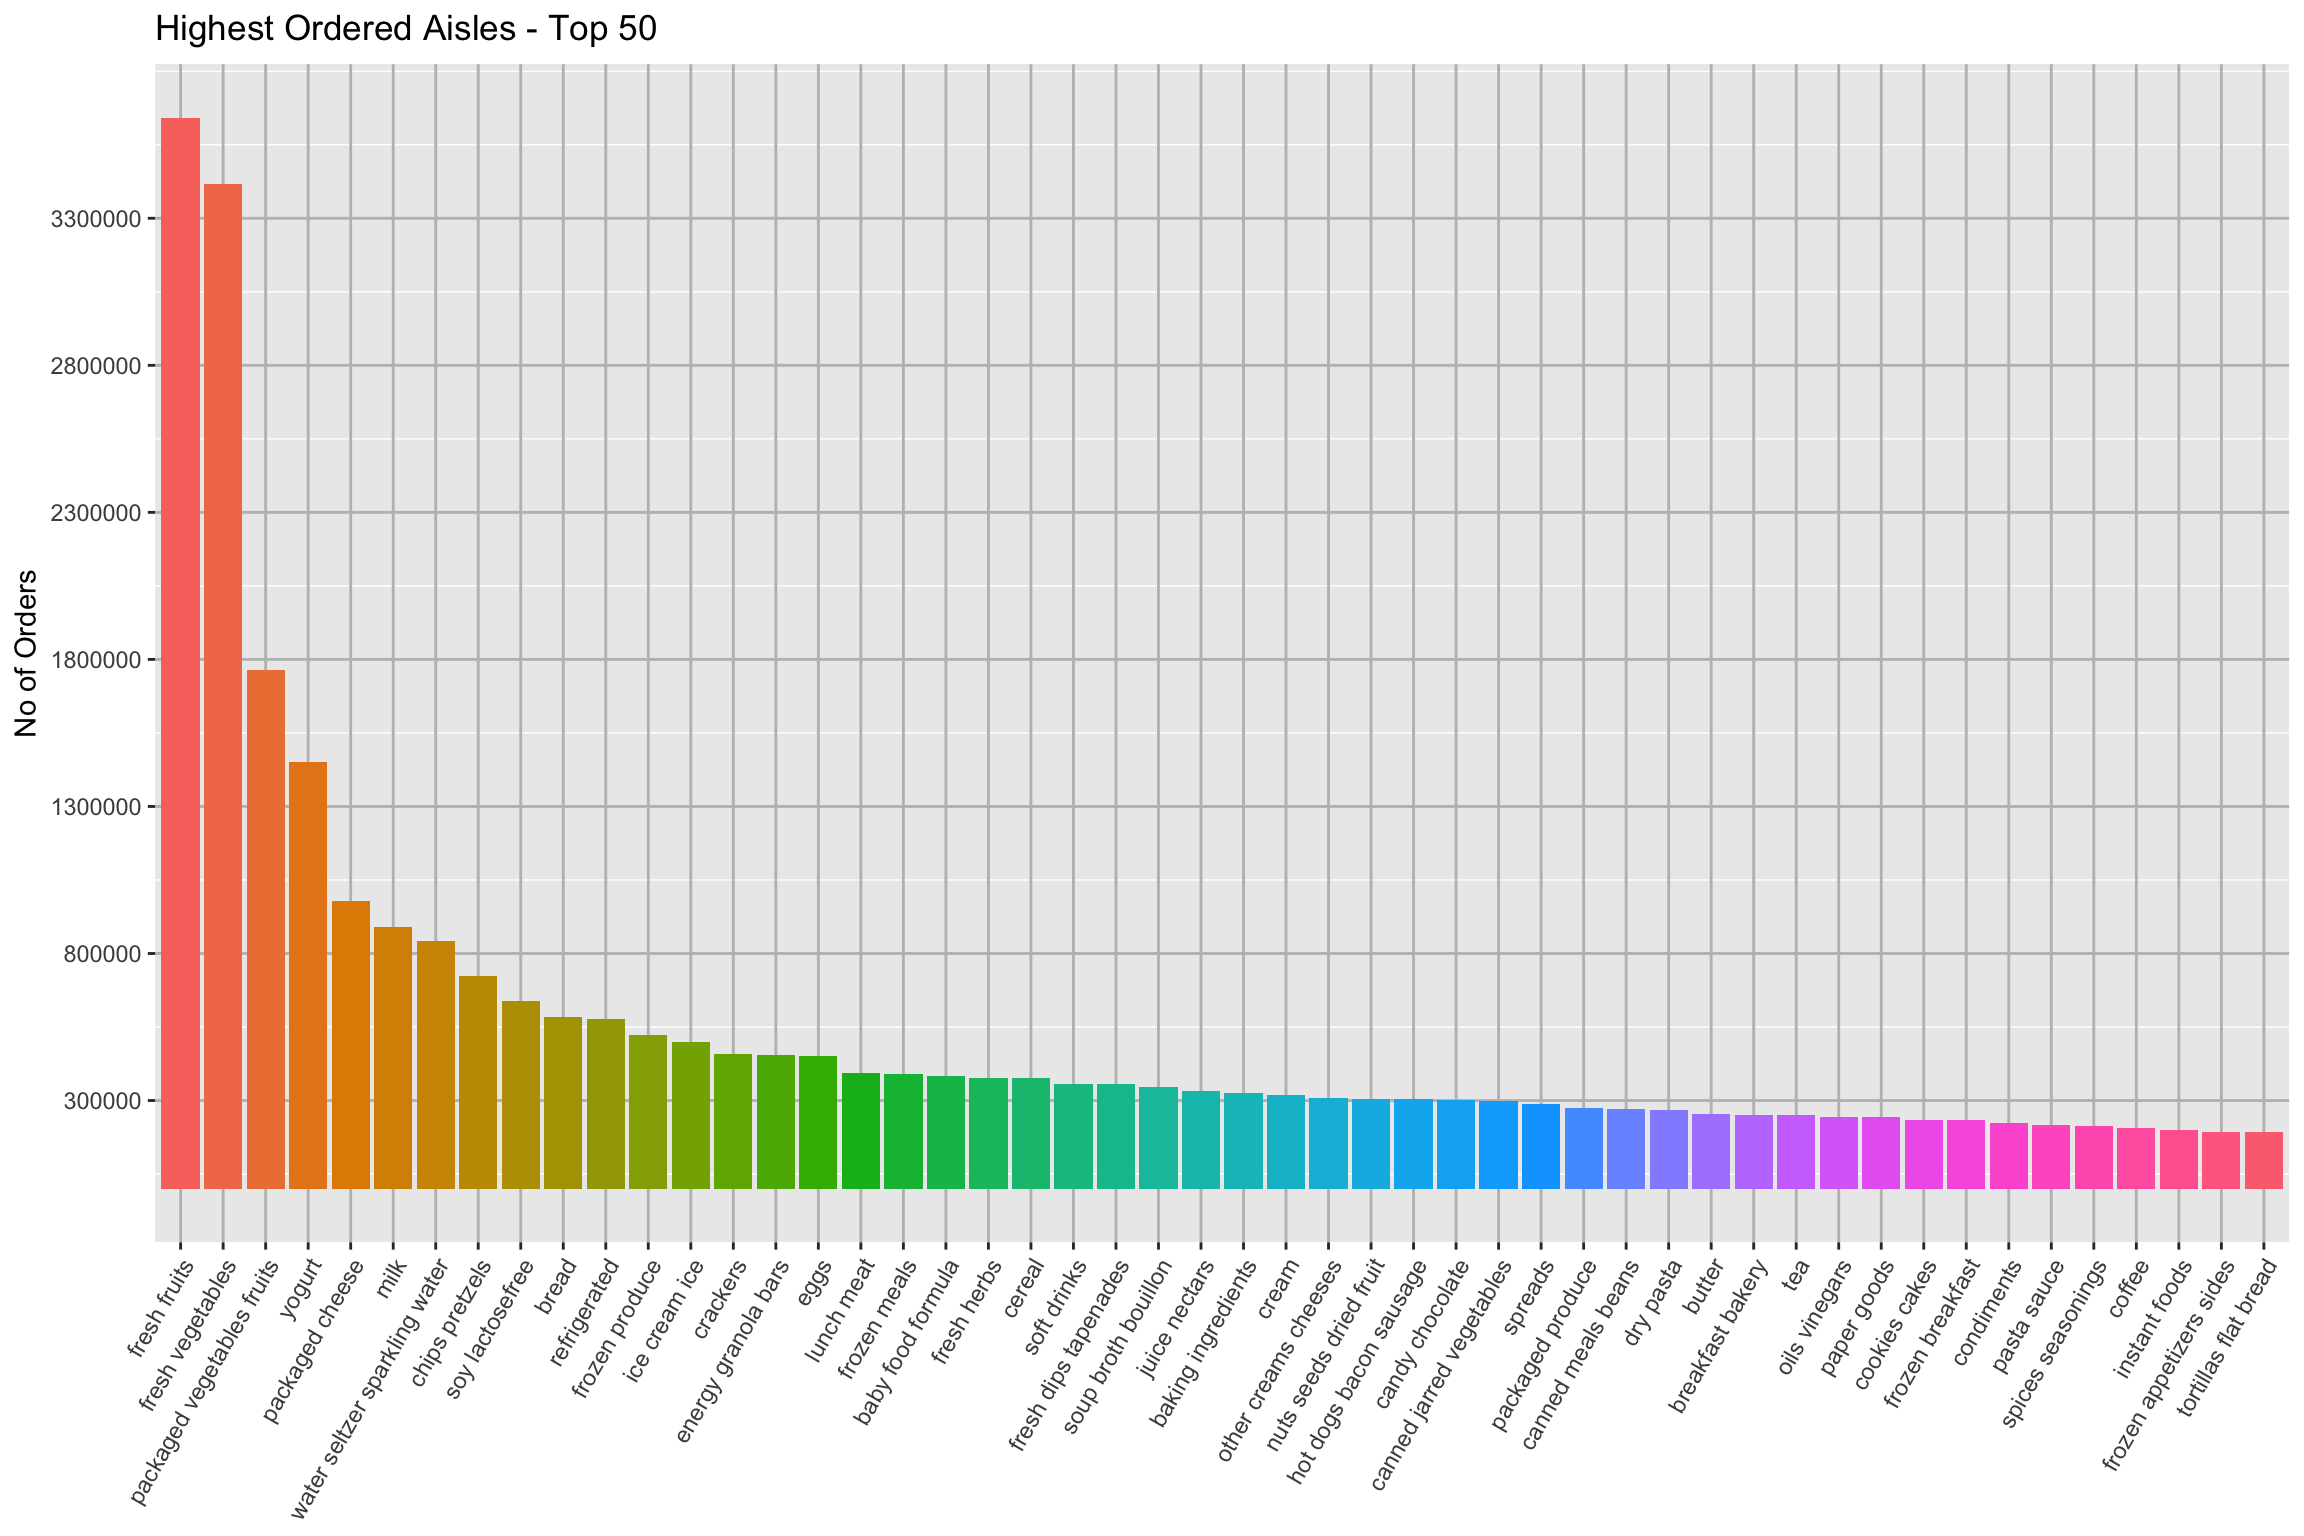 Highest Ordered Aisles - Top 50
No of Orders
3300000
2800000
2300000
1800000
1300000
800000
300000
fresh fruits
fresh vegetables
packaged vegetables fruits
yogurt
packaged cheese
milk
water seltzer sparkling water
chips pretzels
soy lactosefree
bread
refrigerated
frozen produce
ice cream ice
crackers
energy granola bars
eggs
lunch meat
frozen meals
baby food formula
fresh herbs
cereal
soft drinks
fresh dips tapenades
soup broth bouillon
juice nectars
baking ingredients
cream
other creams cheeses
nuts seeds dried fruit
hot dogs bacon sausage
candy chocolate
canned jarred vegetables
spreads
packaged produce
canned meals beans
dry pasta
butter
breakfast bakery
tea
oils vinegars
paper goods
cookies cakes
frozen breakfast
condiments
pasta sauce
spices seasonings
coffee
instant foods
frozen appetizers sides
tortillas flat bread